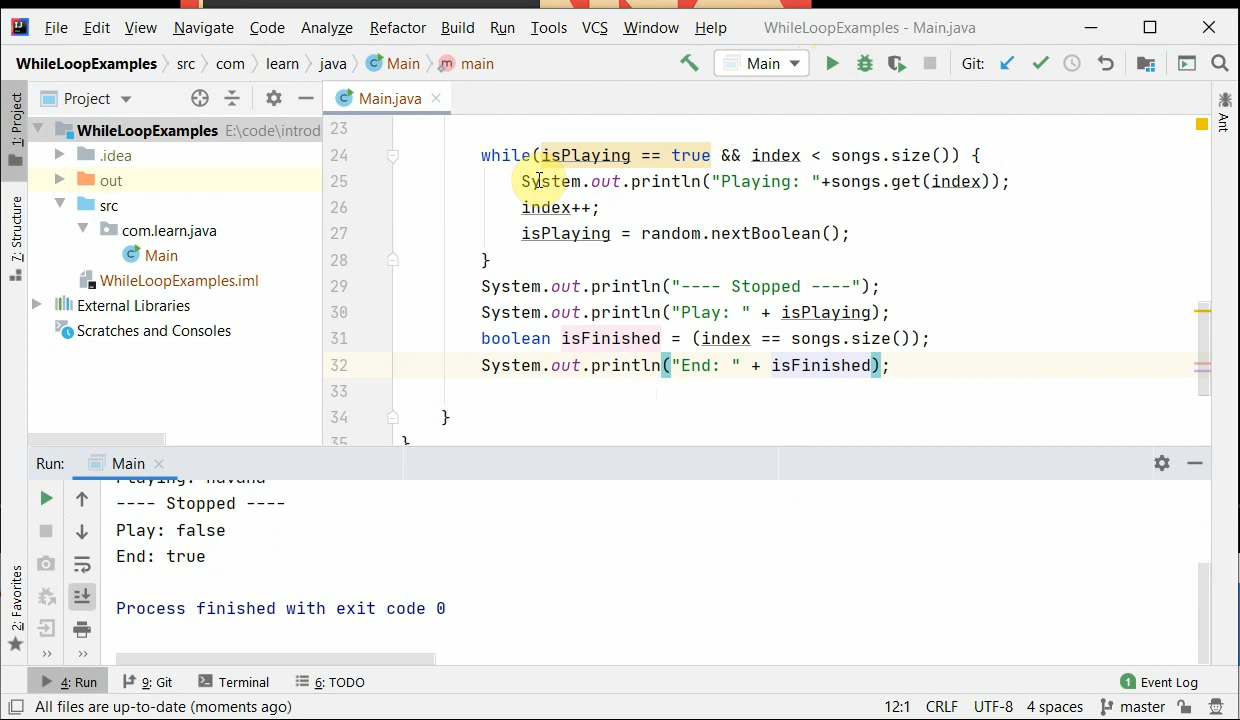 File Edit View Navigate Code Analyze Refactor Build Run Tools VCS Window Help WhileLoopExamples - Main.java
WhileLoopExamples src com learn java Main main Main Git:
1: Project
Project
Main.java
WhileLoopExamples E:\code\introd
.idea
out
src
com.learn.java
Main
WhileLoopExamples.iml
External Libraries
Scratches and Consoles
7: Structure
2: Favorites
Ant
23
24 while(isPlaying == true && index < songs.size()) {
25 System.out.println("Playing: "+songs.get(index));
26 index++;
27 isPlaying = random.nextBoolean();
28 }
29 System.out.println("---- Stopped ----");
30 System.out.println("Play: " + isPlaying);
31 boolean isFinished = (index == songs.size());
32 System.out.println("End: " + isFinished);
33
34 }
35 }
Run: Main
Playing: havana
---- Stopped ----
Play: false
End: true
Process finished with exit code 0
4: Run 9: Git Terminal 6: TODO 1 Event Log
All files are up-to-date (moments ago) 12:1 CRLF UTF-8 4 spaces master